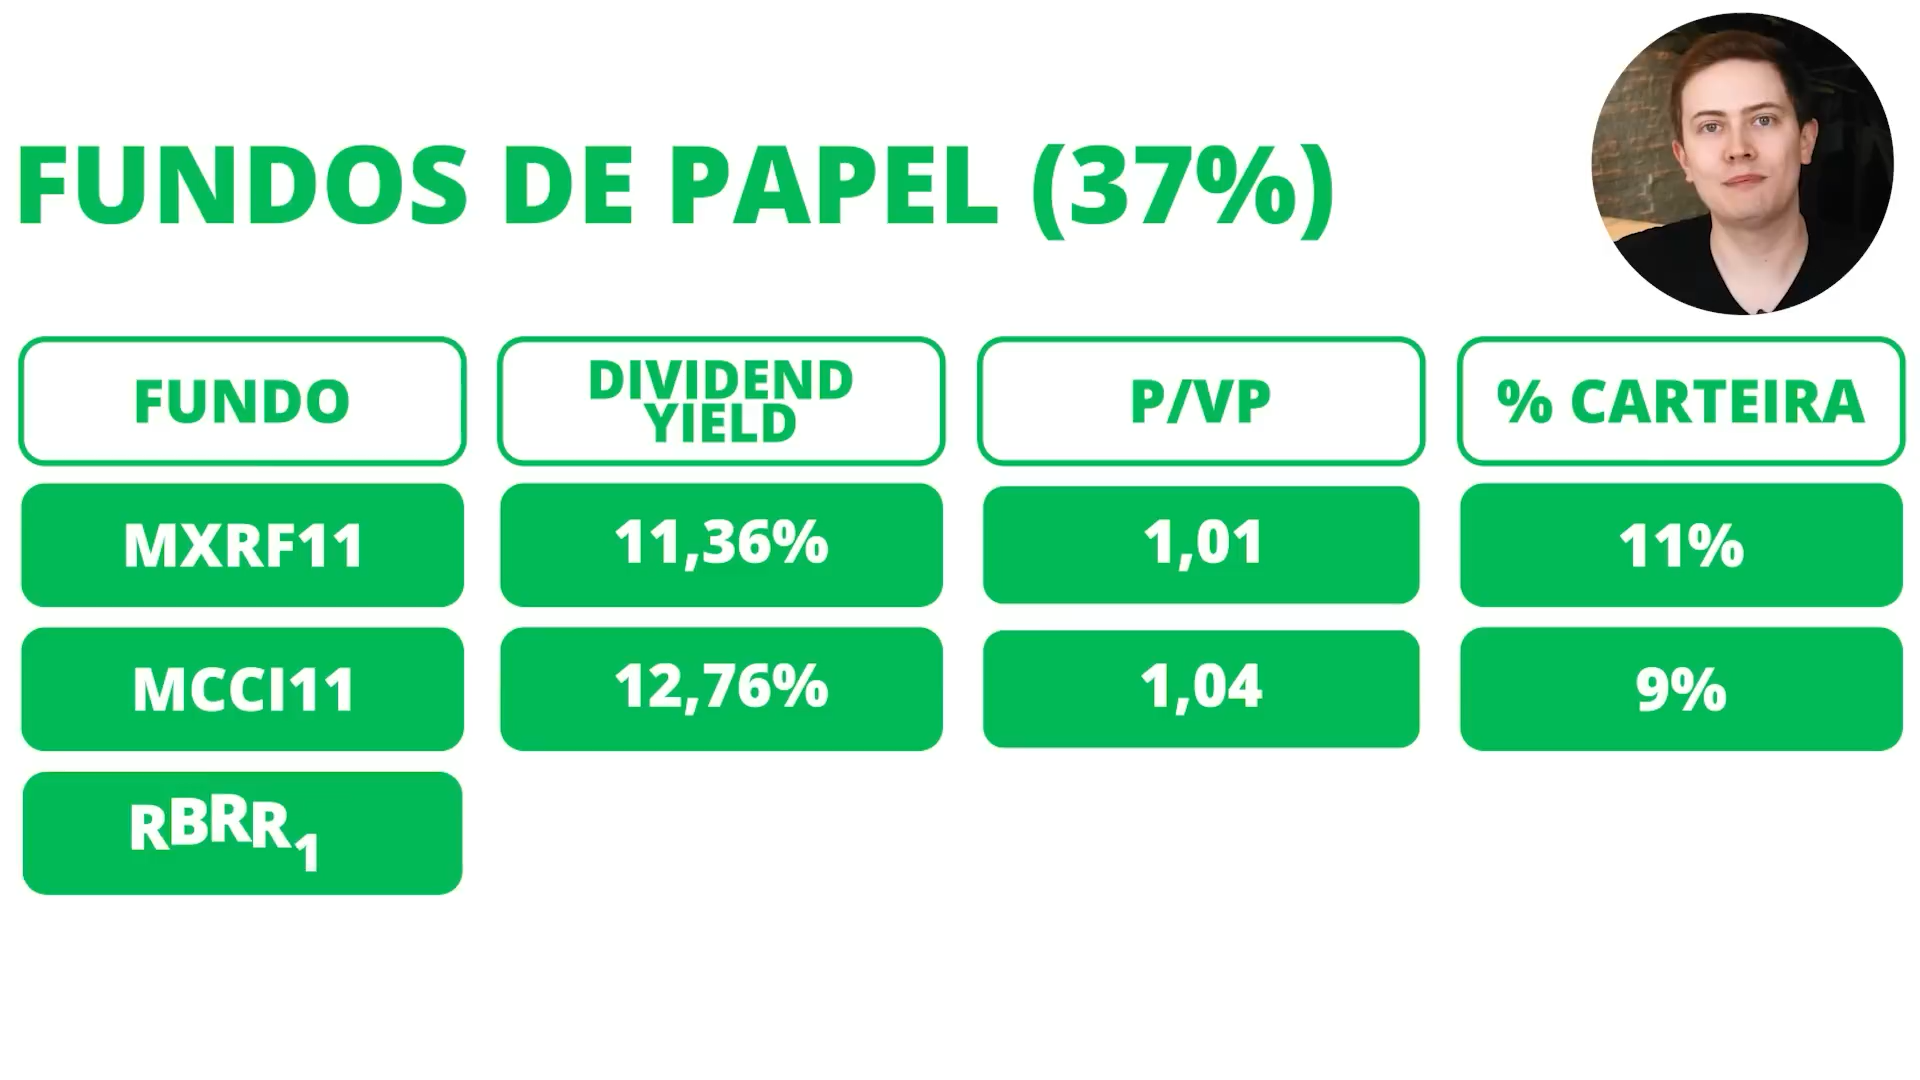 FUNDOS DE PAPEL (37%)
FUNDO
DIVIDEND
YIELD
P/VP
% CARTEIRA
MXRF11
11,36%
1,01
11%
MCCI11
12,76%
1,04
9%
RBRR1